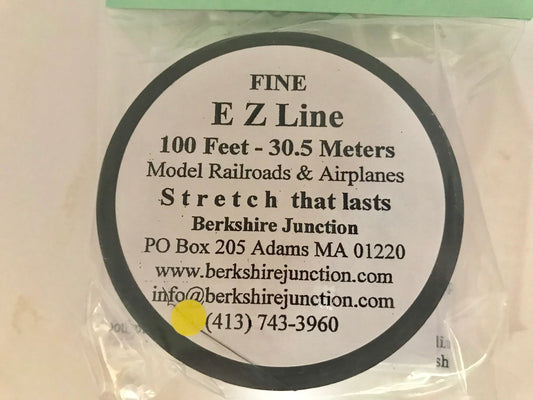 FINE
E Z Line
100 Feet - 30.5 Meters
Model Railroads & Airplanes
Stretch that lasts
Berkshire Junction
PO Box 205 Adams MA 01220
www.berkshirejunction.com
info@berkshirejunction.com
(413) 743-3960